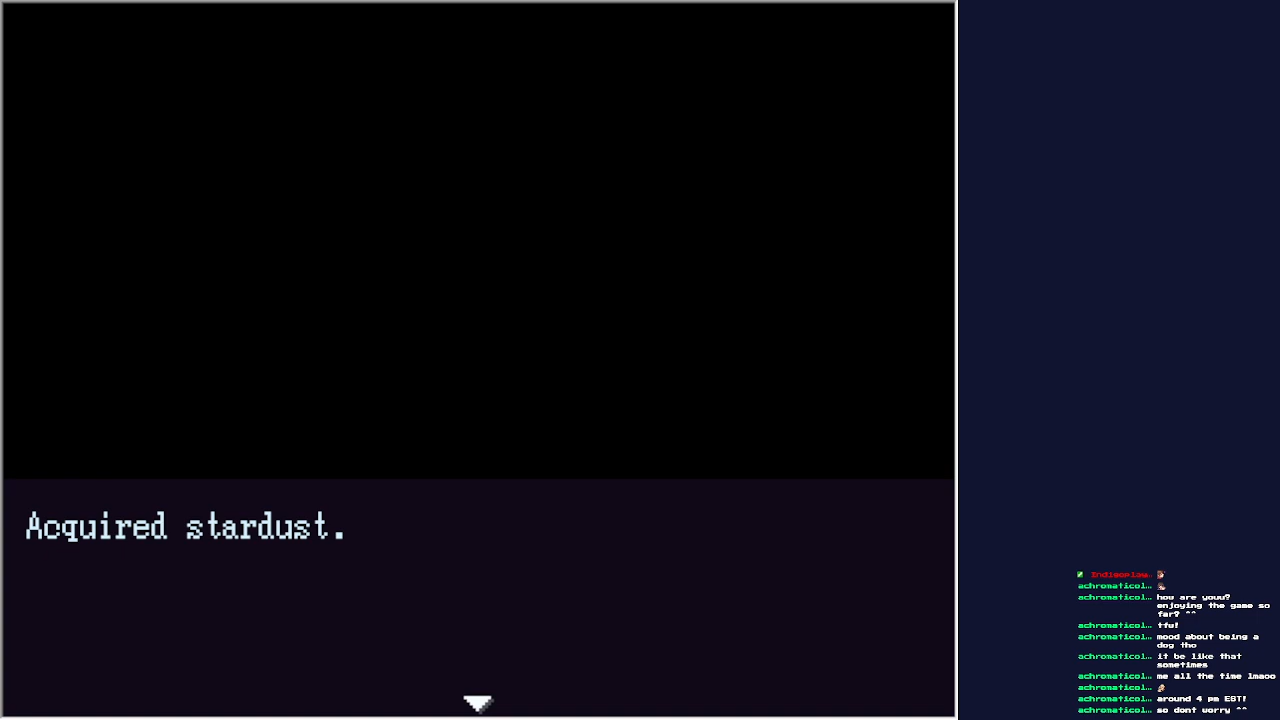 Acquired stardust.
achromaticol…
achromaticol… how are youu?
enjoying the game so
far? ^^
achromaticol… tfw!
achromaticol… mood about being a
dog tho
achromaticol… it be like that
sometimes
achromaticol… me all the time lmaoo
achromaticol…
achromaticol… around 4 pm EST!
achromaticol… so dont worry ^^